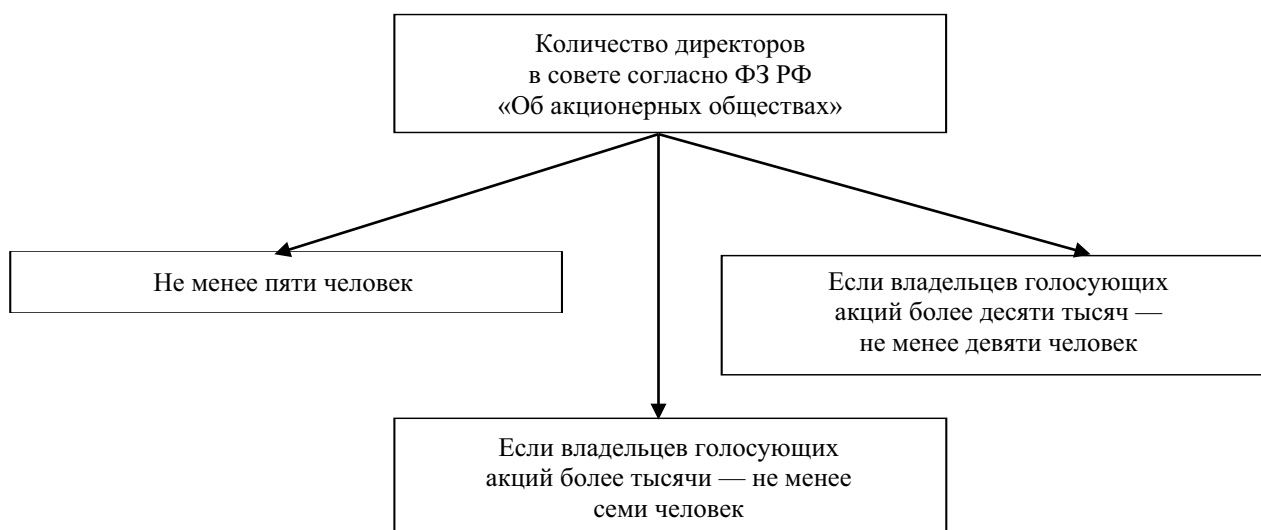 Количество директоров
в совете согласно ФЗ РФ
«Об акционерных обществах»
Не менее пяти человек
Если владельцев голосующих
акций более десяти тысяч —
не менее девяти человек
Если владельцев голосующих
акций более тысячи — не менее
семи человек